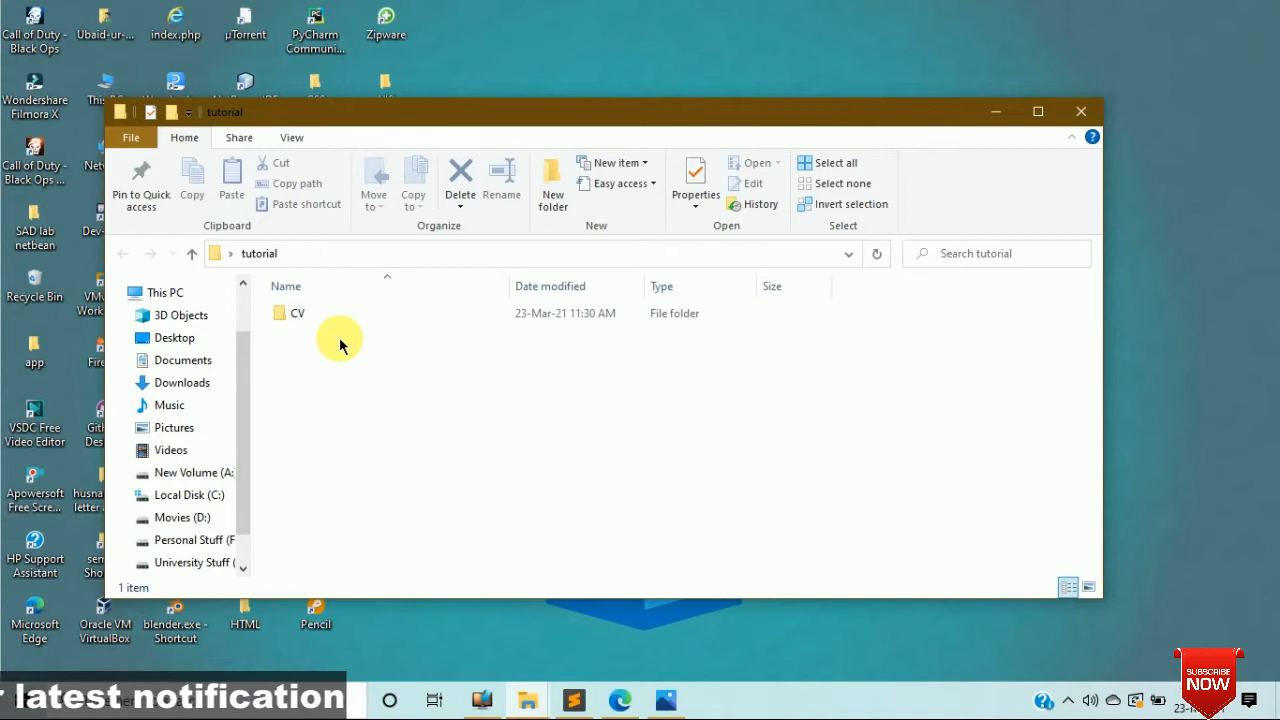 Call of Duty - Black Ops
Ubaid-ur-...
index.php
µTorrent
PyCharm Communi...
Zipware
Wondershare Filmora X
This PC
tutorial
File
Home
Share
View
Pin to Quick access
Copy
Paste
Cut
Copy path
Paste shortcut
Clipboard
Move to
Copy to
Delete
Rename
Organize
New folder
New item
Easy access
New
Properties
Open
Edit
History
Open
Select all
Select none
Invert selection
Select
tutorial
Search tutorial
Name
Date modified
Type
Size
CV
23-Mar-21 11:30 AM
File folder
This PC
3D Objects
Desktop
Documents
Downloads
Music
Pictures
Videos
New Volume (A:
Local Disk (C:)
Movies (D:)
Personal Stuff (F
University Stuff (
1 item
Call of Duty - Black Ops ...
SAD lab netbean
Recycle Bin
app
VSDC Free Video Editor
Apowersoft Free Scre...
HP Support Assistant
Microsoft Edge
Oracle VM VirtualBox
blender.exe - Shortcut
HTML
Pencil
latest notification
SUBSCRIBE
NOW